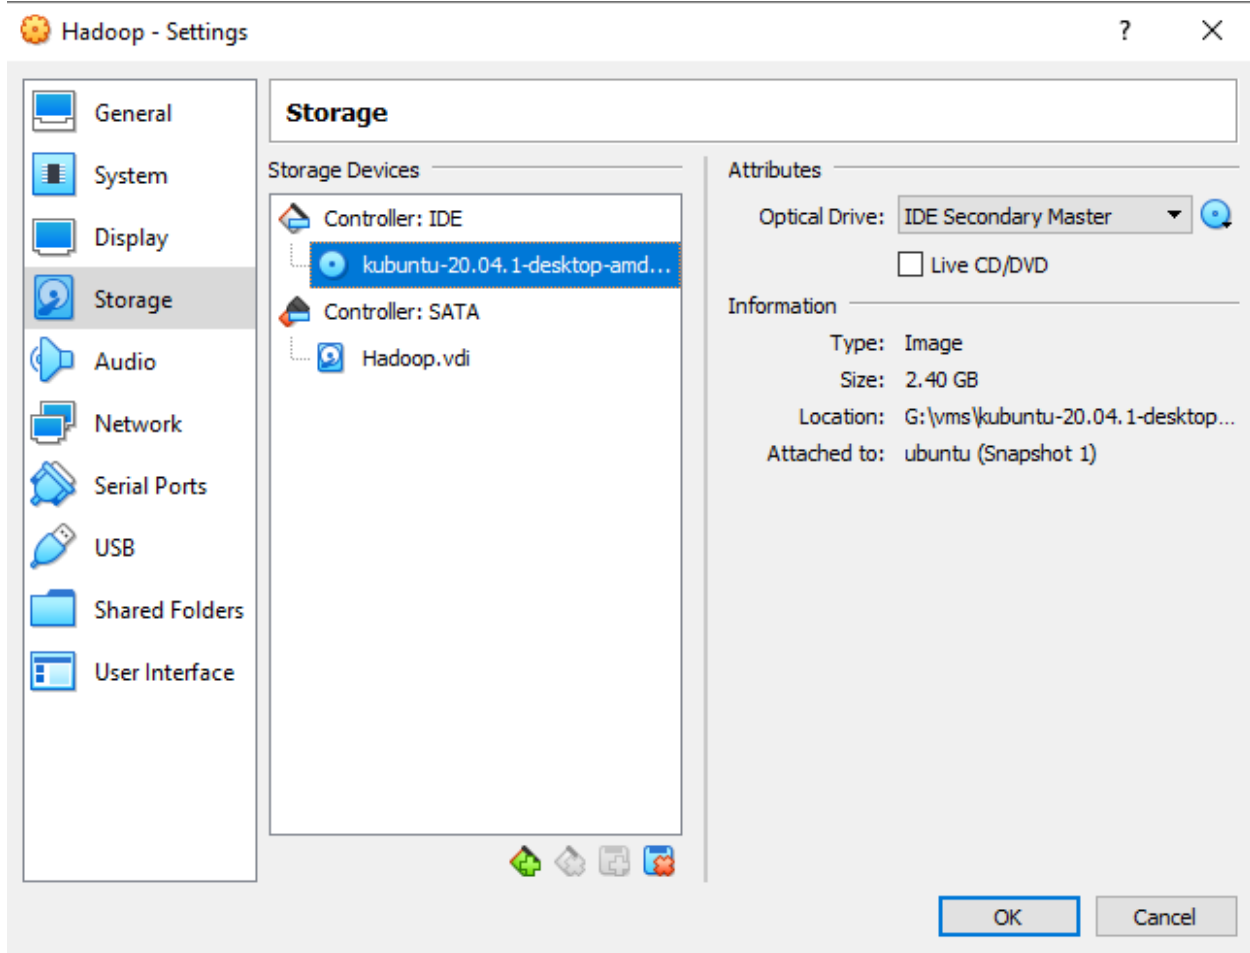 Hadoop - Settings
?
General
System
Display
Storage
Audio
Network
Serial Ports
USB
Shared Folders
User Interface
Storage
Storage Devices
Controller: IDE
kubuntu-20.04.1-desktop-amd...
Controller: SATA
Hadoop.vdi
Attributes
Optical Drive: IDE Secondary Master
Live CD/DVD
Information
Type: Image
Size: 2.40 GB
Location: G:\vms\kubuntu-20.04.1-desktop...
Attached to: ubuntu (Snapshot 1)
OK
Cancel